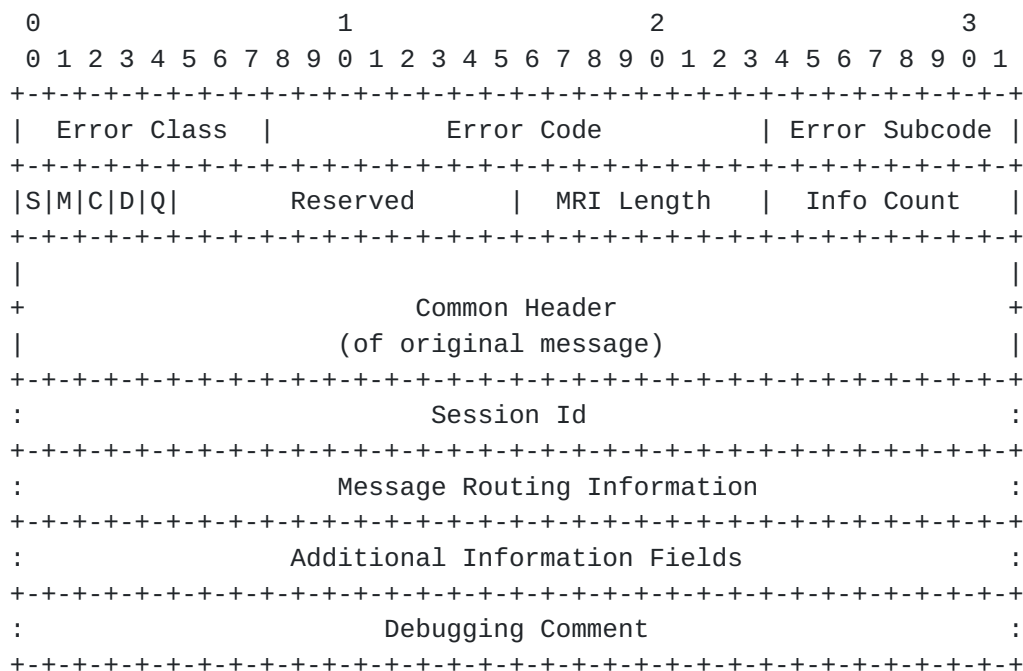 0                   1                   2                   3
 0 1 2 3 4 5 6 7 8 9 0 1 2 3 4 5 6 7 8 9 0 1 2 3 4 5 6 7 8 9 0 1
+-+-+-+-+-+-+-+-+-+-+-+-+-+-+-+-+-+-+-+-+-+-+-+-+-+-+-+-+-+-+-+-+
|  Error Class  |           Error Code          | Error Subcode |
+-+-+-+-+-+-+-+-+-+-+-+-+-+-+-+-+-+-+-+-+-+-+-+-+-+-+-+-+-+-+-+-+
|S|M|C|D|Q|       Reserved      |  MRI Length   |  Info Count   |
+-+-+-+-+-+-+-+-+-+-+-+-+-+-+-+-+-+-+-+-+-+-+-+-+-+-+-+-+-+-+-+-+
|                                                               |
+                         Common Header                         +
|                    (of original message)                      |
+-+-+-+-+-+-+-+-+-+-+-+-+-+-+-+-+-+-+-+-+-+-+-+-+-+-+-+-+-+-+-+-+
:                          Session Id                           :
+-+-+-+-+-+-+-+-+-+-+-+-+-+-+-+-+-+-+-+-+-+-+-+-+-+-+-+-+-+-+-+-+
:                    Message Routing Information                :
+-+-+-+-+-+-+-+-+-+-+-+-+-+-+-+-+-+-+-+-+-+-+-+-+-+-+-+-+-+-+-+-+
:                 Additional Information Fields                 :
+-+-+-+-+-+-+-+-+-+-+-+-+-+-+-+-+-+-+-+-+-+-+-+-+-+-+-+-+-+-+-+-+
:                       Debugging Comment                       :
+-+-+-+-+-+-+-+-+-+-+-+-+-+-+-+-+-+-+-+-+-+-+-+-+-+-+-+-+-+-+-+-+